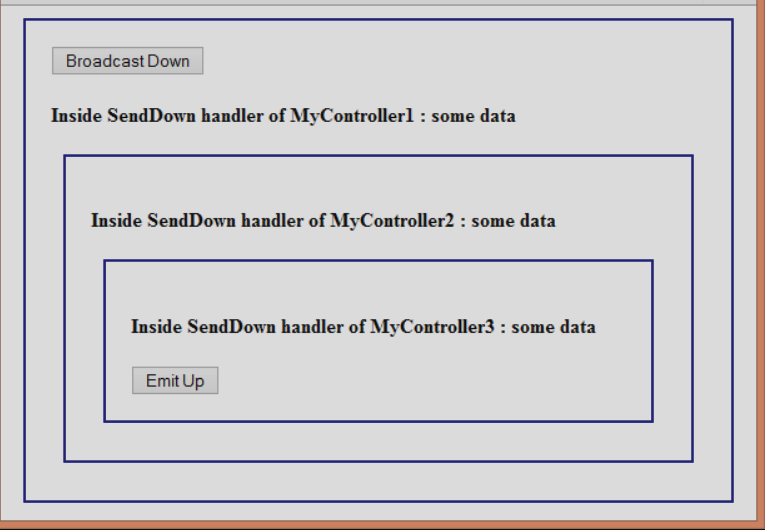 Broadcast Down
Inside SendDown handler of MyController1 : some data
Inside SendDown handler of MyController2 : some data
Inside SendDown handler of MyController3 : some data
Emit Up